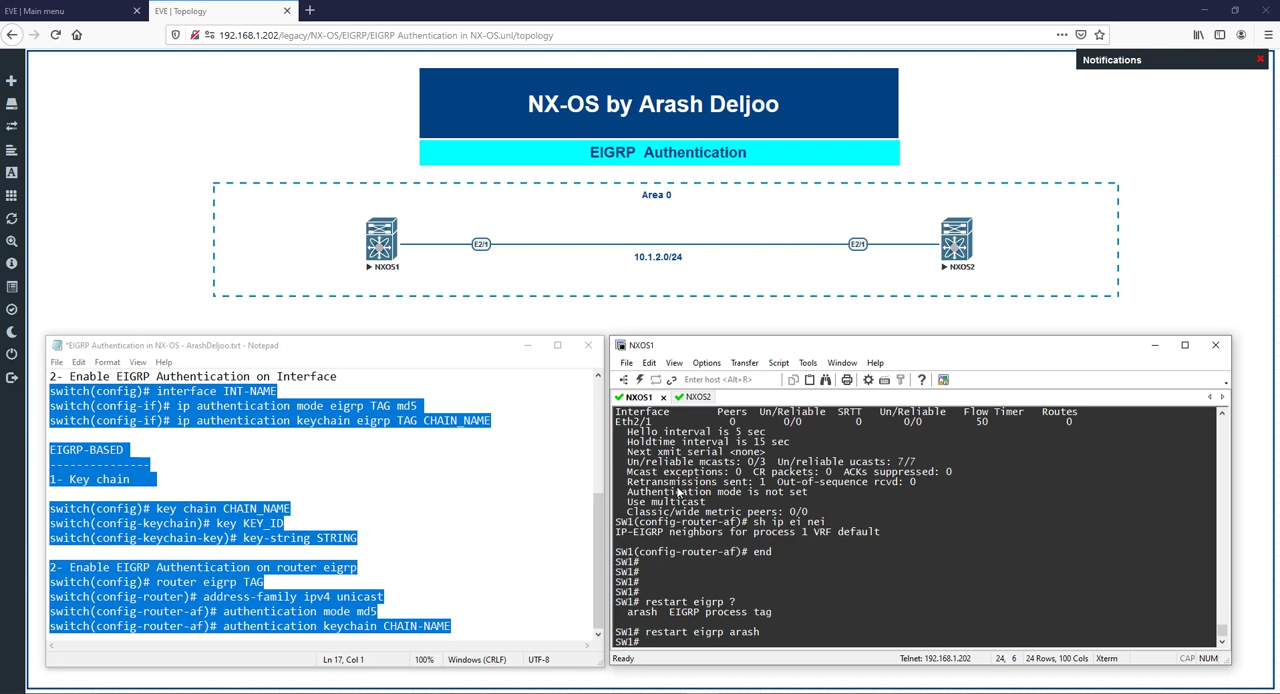 EVE | Main menu
EVE | Topology
192.168.1.202/legacy/NX-OS/EIGRP/EIGRP Authentication in NX-OS.unl/topology
Notifications
NX-OS by Arash Deljoo
EIGRP Authentication
Area 0
E2/1
E2/1
10.1.2.0/24
NXOS1
NXOS2
*EIGRP Authentication in NX-OS - ArashDeljoo.txt - Notepad
File Edit Format View Help
2- Enable EIGRP Authentication on Interface
switch(config)# interface INT-NAME
switch(config-if)# ip authentication mode eigrp TAG md5
switch(config-if)# ip authentication keychain eigrp TAG CHAIN_NAME
EIGRP-BASED
---------------
1- Key chain
switch(config)# key chain CHAIN_NAME
switch(config-keychain)# key KEY_ID
switch(config-keychain-key)# key-string STRING
2- Enable EIGRP Authentication on router eigrp
switch(config)# router eigrp TAG
switch(config-router)# address-family ipv4 unicast
switch(config-router-af)# authentication mode md5
switch(config-router-af)# authentication keychain CHAIN-NAME
Ln 17, Col 1 100% Windows (CRLF) UTF-8
NXOS1
File Edit View Options Transfer Script Tools Window Help
Enter host <Alt+R>
NXOS1 NXOS2
Interface Peers Un/Reliable SRTT Un/Reliable Flow Timer Routes
Eth2/1 0 0/0 0 0/0 50 0
Hello interval is 5 sec
Holdtime interval is 15 sec
Next xmit serial <none>
Un/reliable mcasts: 0/3 Un/reliable ucasts: 7/7
Mcast exceptions: 0 CR packets: 0 ACKs suppressed: 0
Retransmissions sent: 1 Out-of-sequence rcvd: 0
Authentication mode is not set
Use multicast
Classic/wide metric peers: 0/0
SW1(config-router-af)# sh ip ei nei
IP-EIGRP neighbors for process 1 VRF default
SW1(config-router-af)# end
SW1#
SW1#
SW1#
SW1#
SW1# restart eigrp ?
arash EIGRP process tag
SW1# restart eigrp arash
SW1#
Ready Telnet: 192.168.1.202 24, 6 24 Rows, 100 Cols Xterm CAP NUM